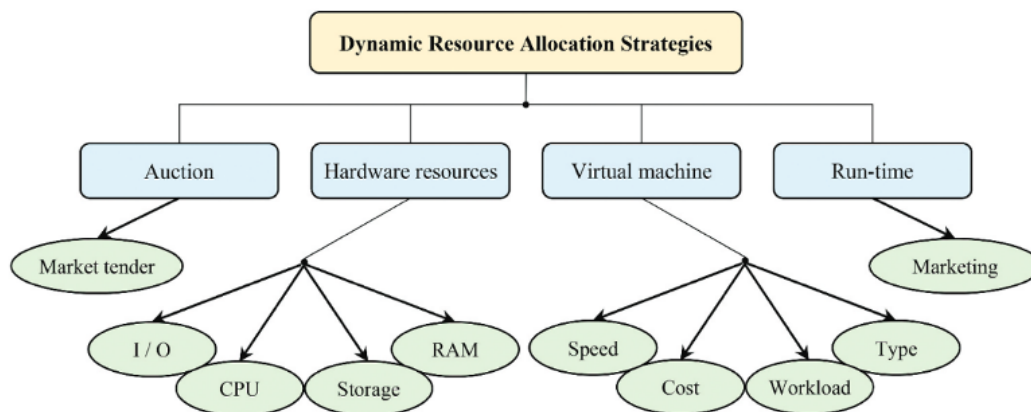 Dynamic Resource Allocation Strategies
Auction
Hardware resources
Virtual machine
Run-time
Market tender
Marketing
I / O
CPU
Storage
RAM
Speed
Cost
Workload
Type